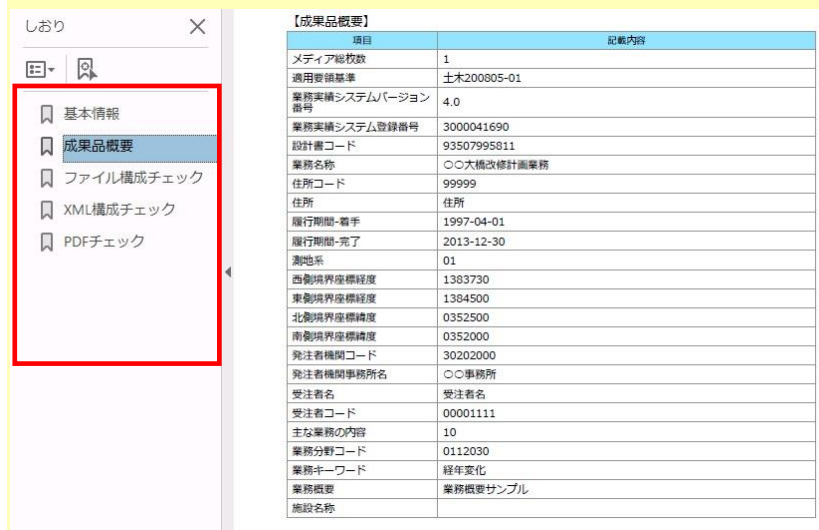 しおり
基本情報
成果品概要
ファイル構成チェック
XML構成チェック
PDFチェック
【成果品概要】
項目 記載内容
メディア総枚数 1
適用要領基準 土木200805-01
業務実績システムバージョン
番号 4.0
業務実績システム登録番号 3000041690
設計書コード 93507995811
業務名称 〇〇大橋改修計画業務
住所コード 99999
住所 住所
履行期間-着手 1997-04-01
履行期間-完了 2013-12-30
測地系 01
西側境界座標経度 1383730
東側境界座標経度 1384500
北側境界座標緯度 0352500
南側境界座標緯度 0352000
発注者機関コード 30202000
発注者機関事務所名 〇〇事務所
受注者名 受注者名
受注者コード 00001111
主な業務の内容 10
業務分野コード 0112030
業務キーワード 経年変化
業務概要 業務概要サンプル
施設名称